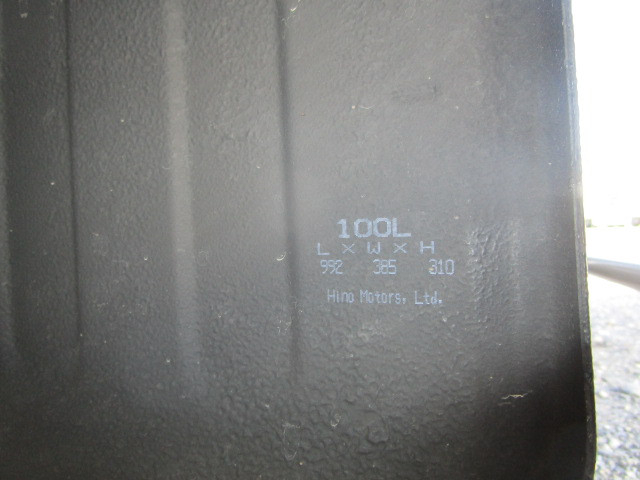 100L
L × W × H
992 385 310
Hino Motors, Ltd.